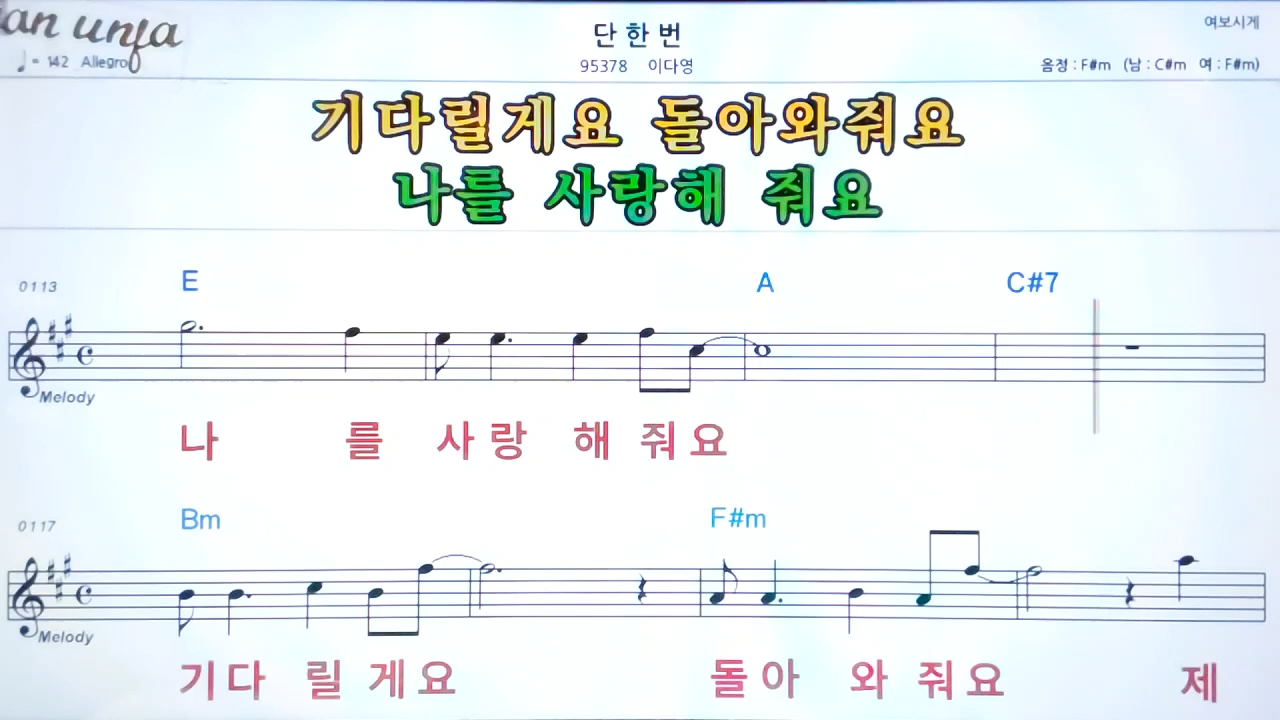 an unja
단 한 번
여보시게
♩= 142 Allegro
95378 이다영
음정 : F#m (남 : C#m 여 : F#m)
기다릴게요 돌아와줘요
나를 사랑해 줘요
0113
E A C#7
Melody
나 를 사 랑 해 줘 요
0117
Bm F#m
Melody
기 다 릴 게 요 돌 아 와 줘 요 제